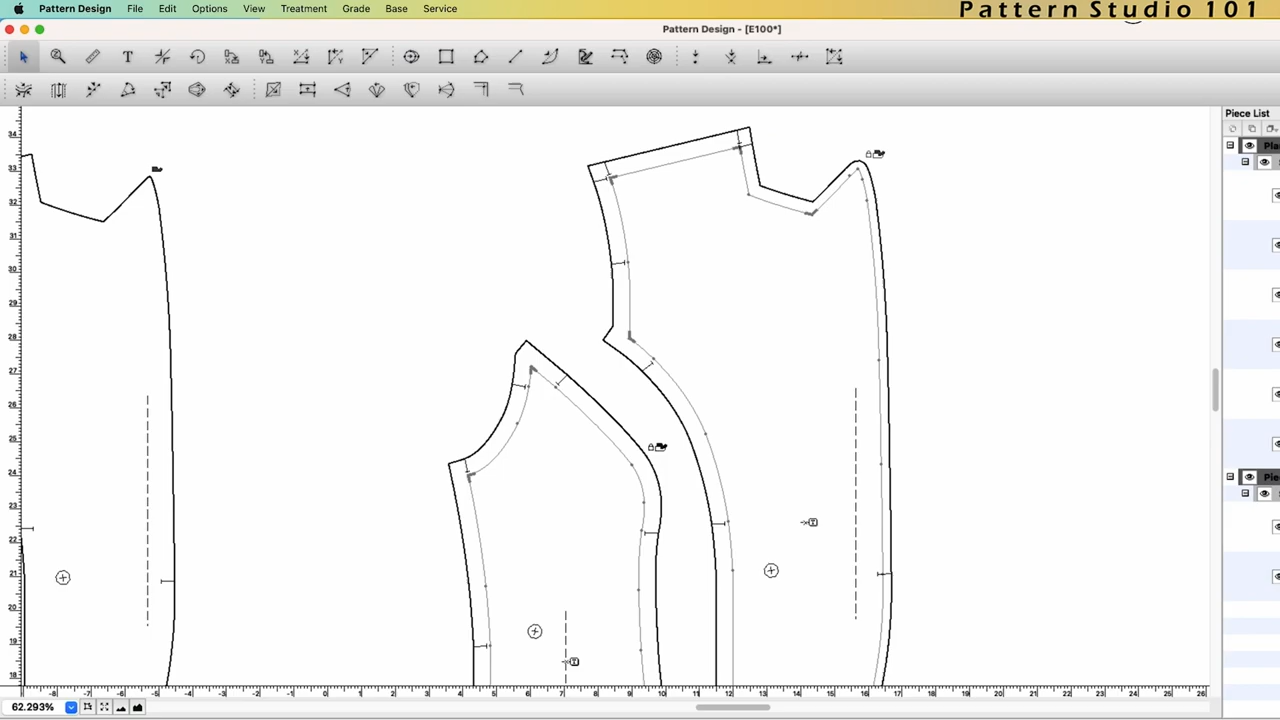 Pattern Design File Edit Options View Treatment Grade Base Service
Pattern Studio 101
Pattern Design - [E100*]
Piece List
Pla
Pie
34
33
32
31
30
29
28
27
26
25
24
23
22
21
20
19
18
-8 -7 -6 -5 -4 -3 -2 -1 0 1 2 3 4 5 6 7 8 9 10 11 12 13 14 15 16 17 18 19 20 21 22 23 24 25 26
62.293%